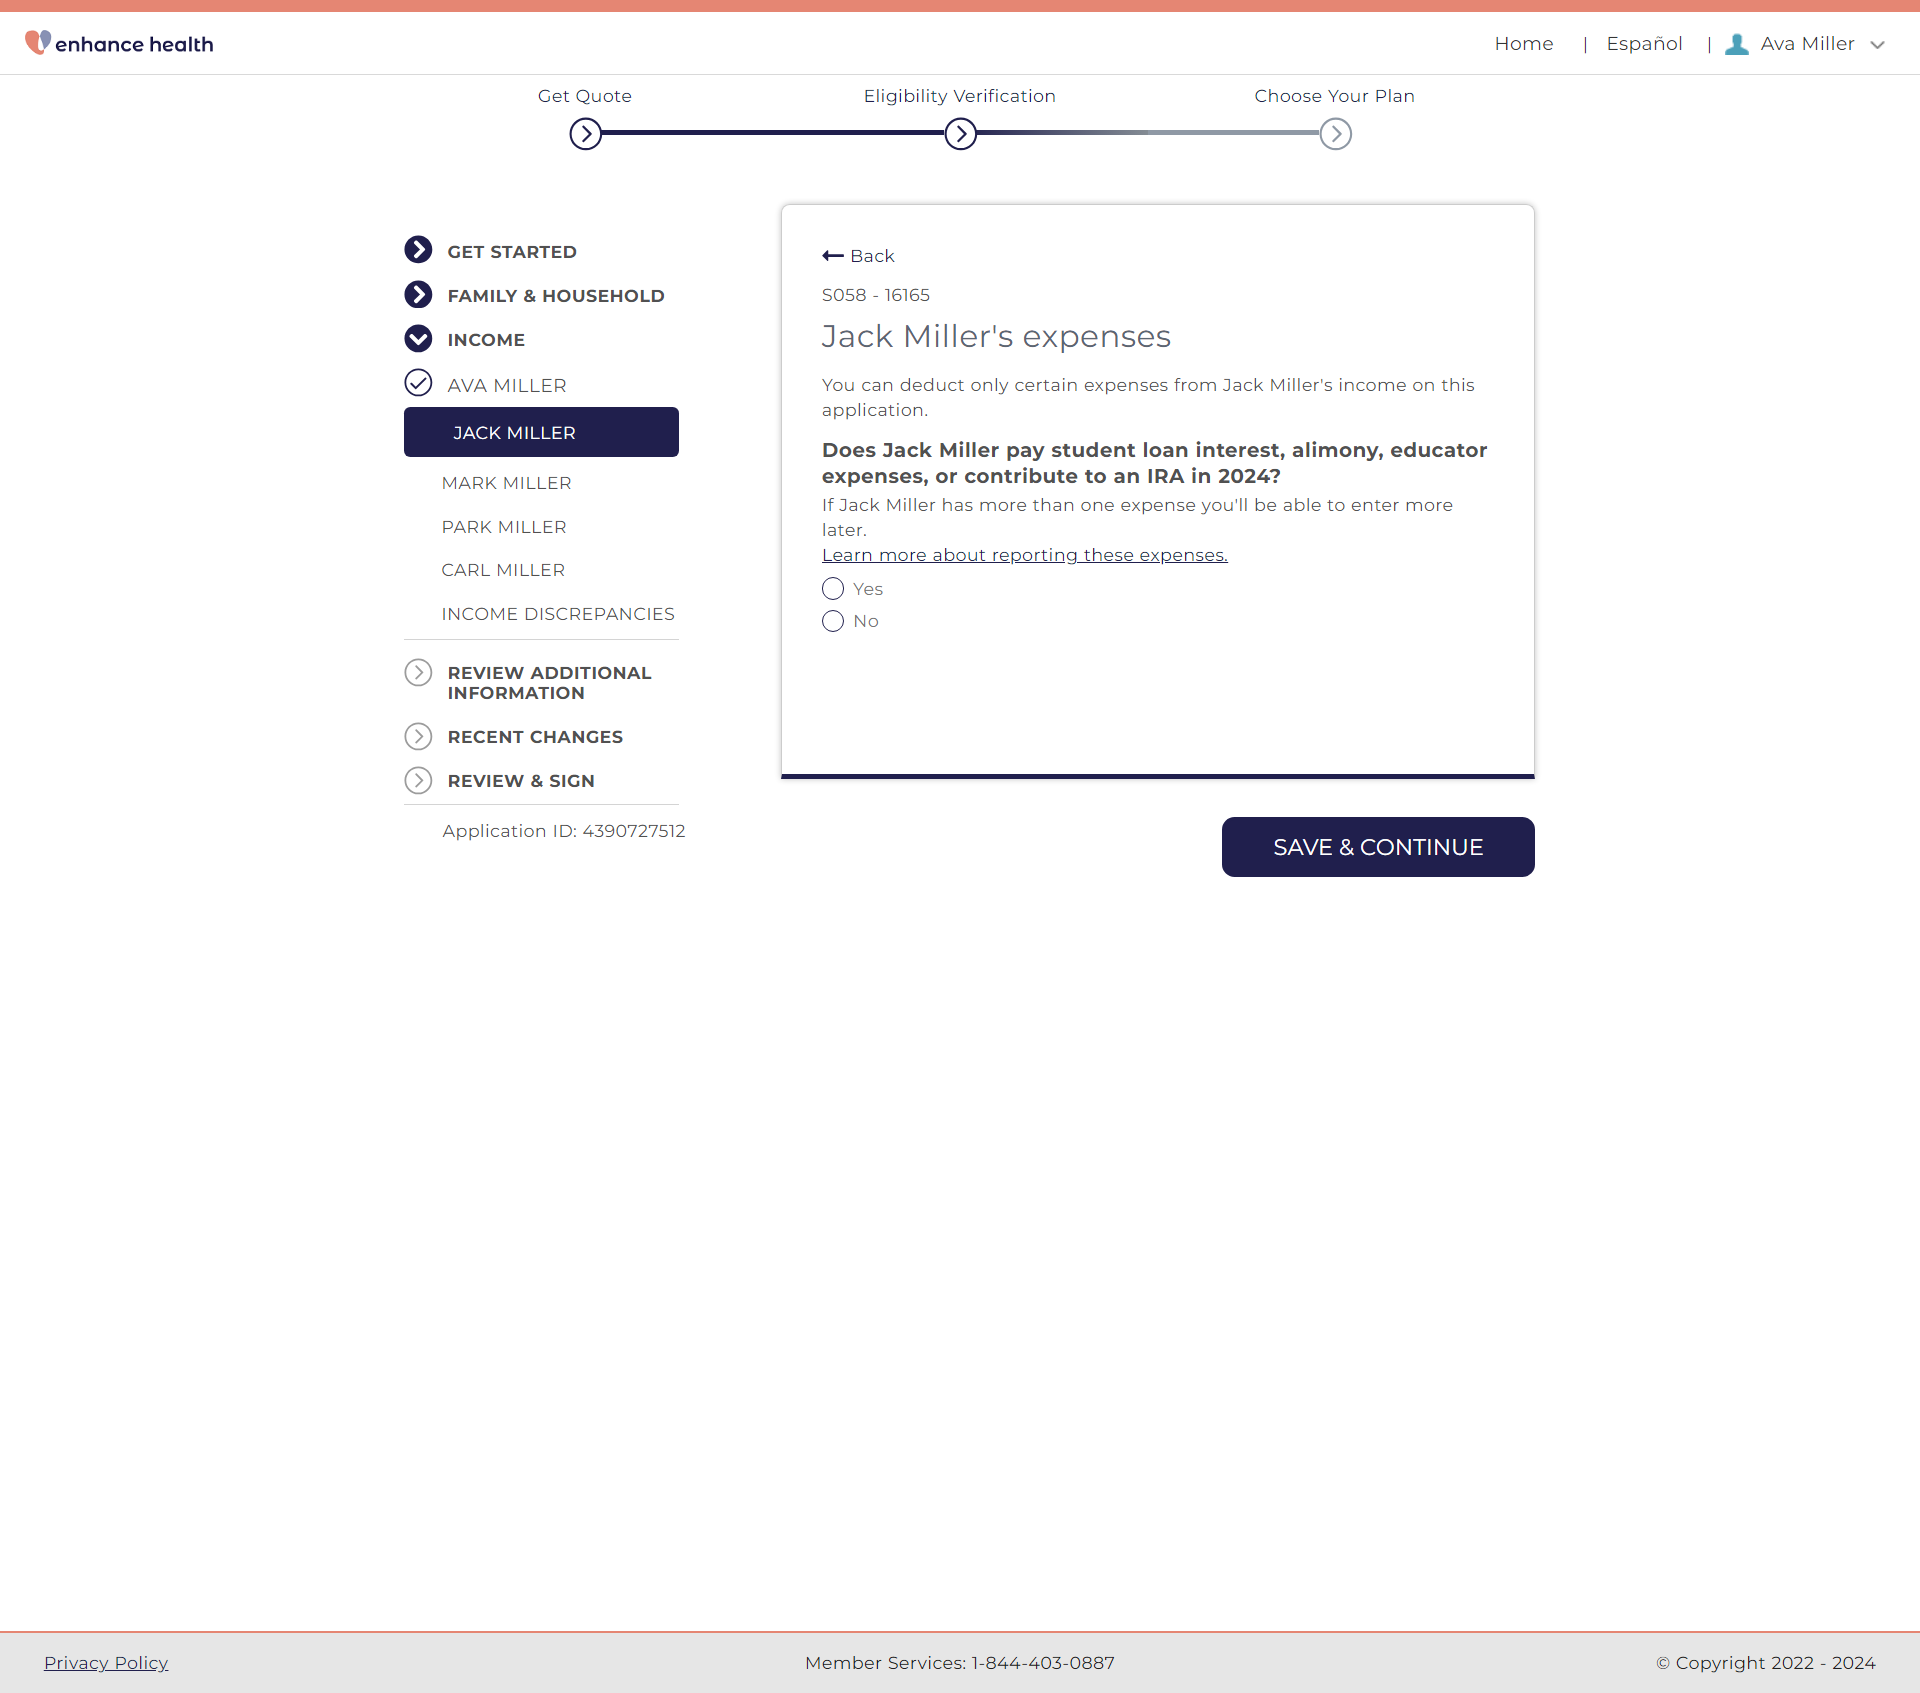 enhance health
Home | Español | Ava Miller
Get Quote
Eligibility Verification
Choose Your Plan
GET STARTED
FAMILY & HOUSEHOLD
INCOME
AVA MILLER
JACK MILLER
MARK MILLER
PARK MILLER
CARL MILLER
INCOME DISCREPANCIES
REVIEW ADDITIONAL
INFORMATION
RECENT CHANGES
REVIEW & SIGN
Application ID: 4390727512
Back
S058 - 16165
Jack Miller's expenses
You can deduct only certain expenses from Jack Miller's income on this
application.
Does Jack Miller pay student loan interest, alimony, educator
expenses, or contribute to an IRA in 2024?
If Jack Miller has more than one expense you'll be able to enter more
later.
Learn more about reporting these expenses.
Yes
No
SAVE & CONTINUE
Privacy Policy
Member Services: 1-844-403-0887
© Copyright 2022 - 2024